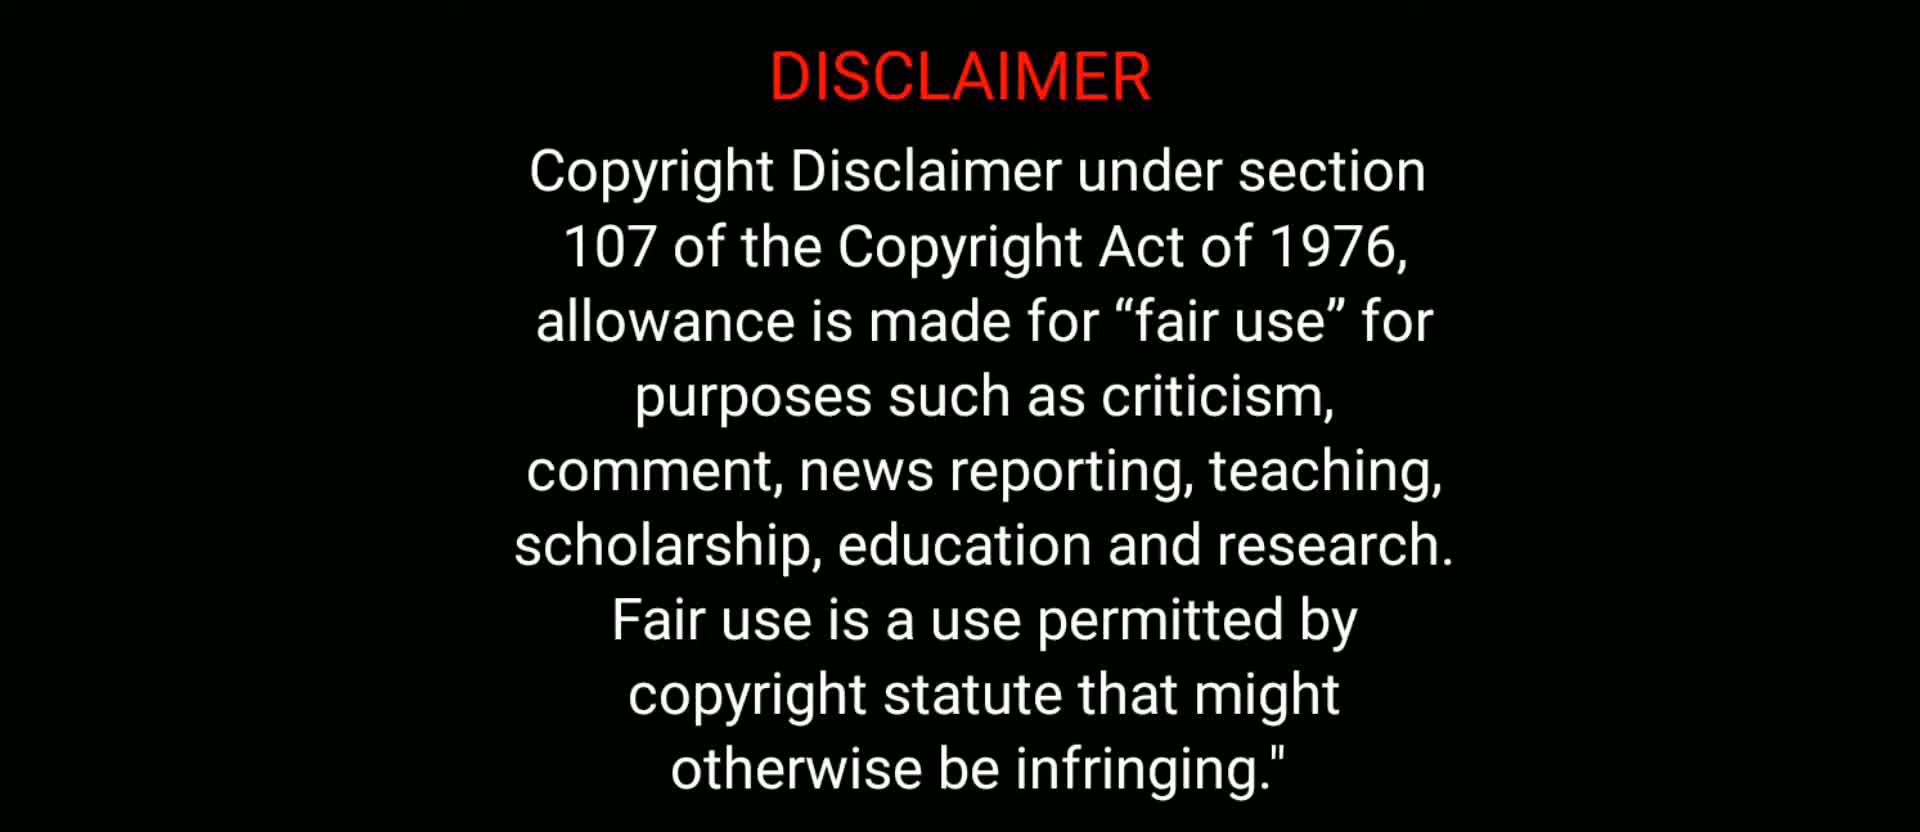 DISCLAIMER
Copyright Disclaimer under section
107 of the Copyright Act of 1976,
allowance is made for “fair use” for
purposes such as criticism,
comment, news reporting, teaching,
scholarship, education and research.
Fair use is a use permitted by
copyright statute that might
otherwise be infringing."